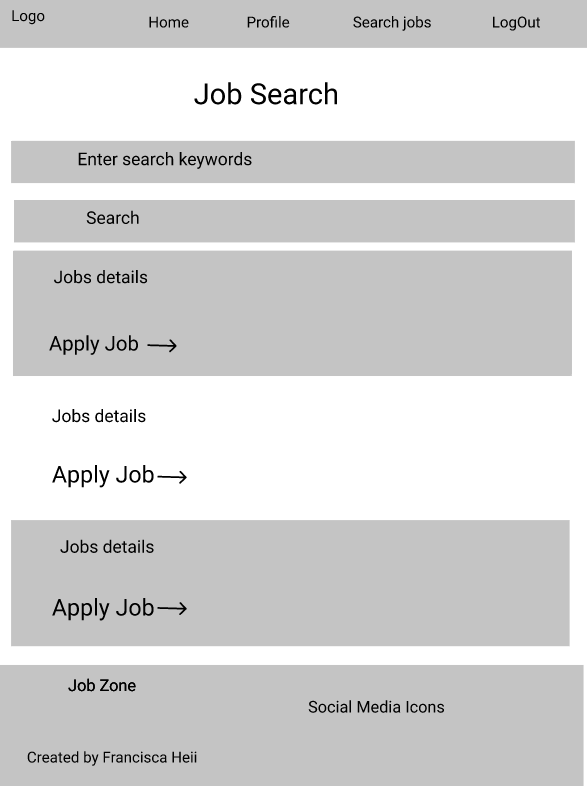 Logo
Home Profile Search jobs LogOut
Job Search
Enter search keywords
Search
Jobs details
Apply Job
Jobs details
Apply Job
Jobs details
Apply Job
Job Zone
Social Media Icons
Created by Francisca Heii